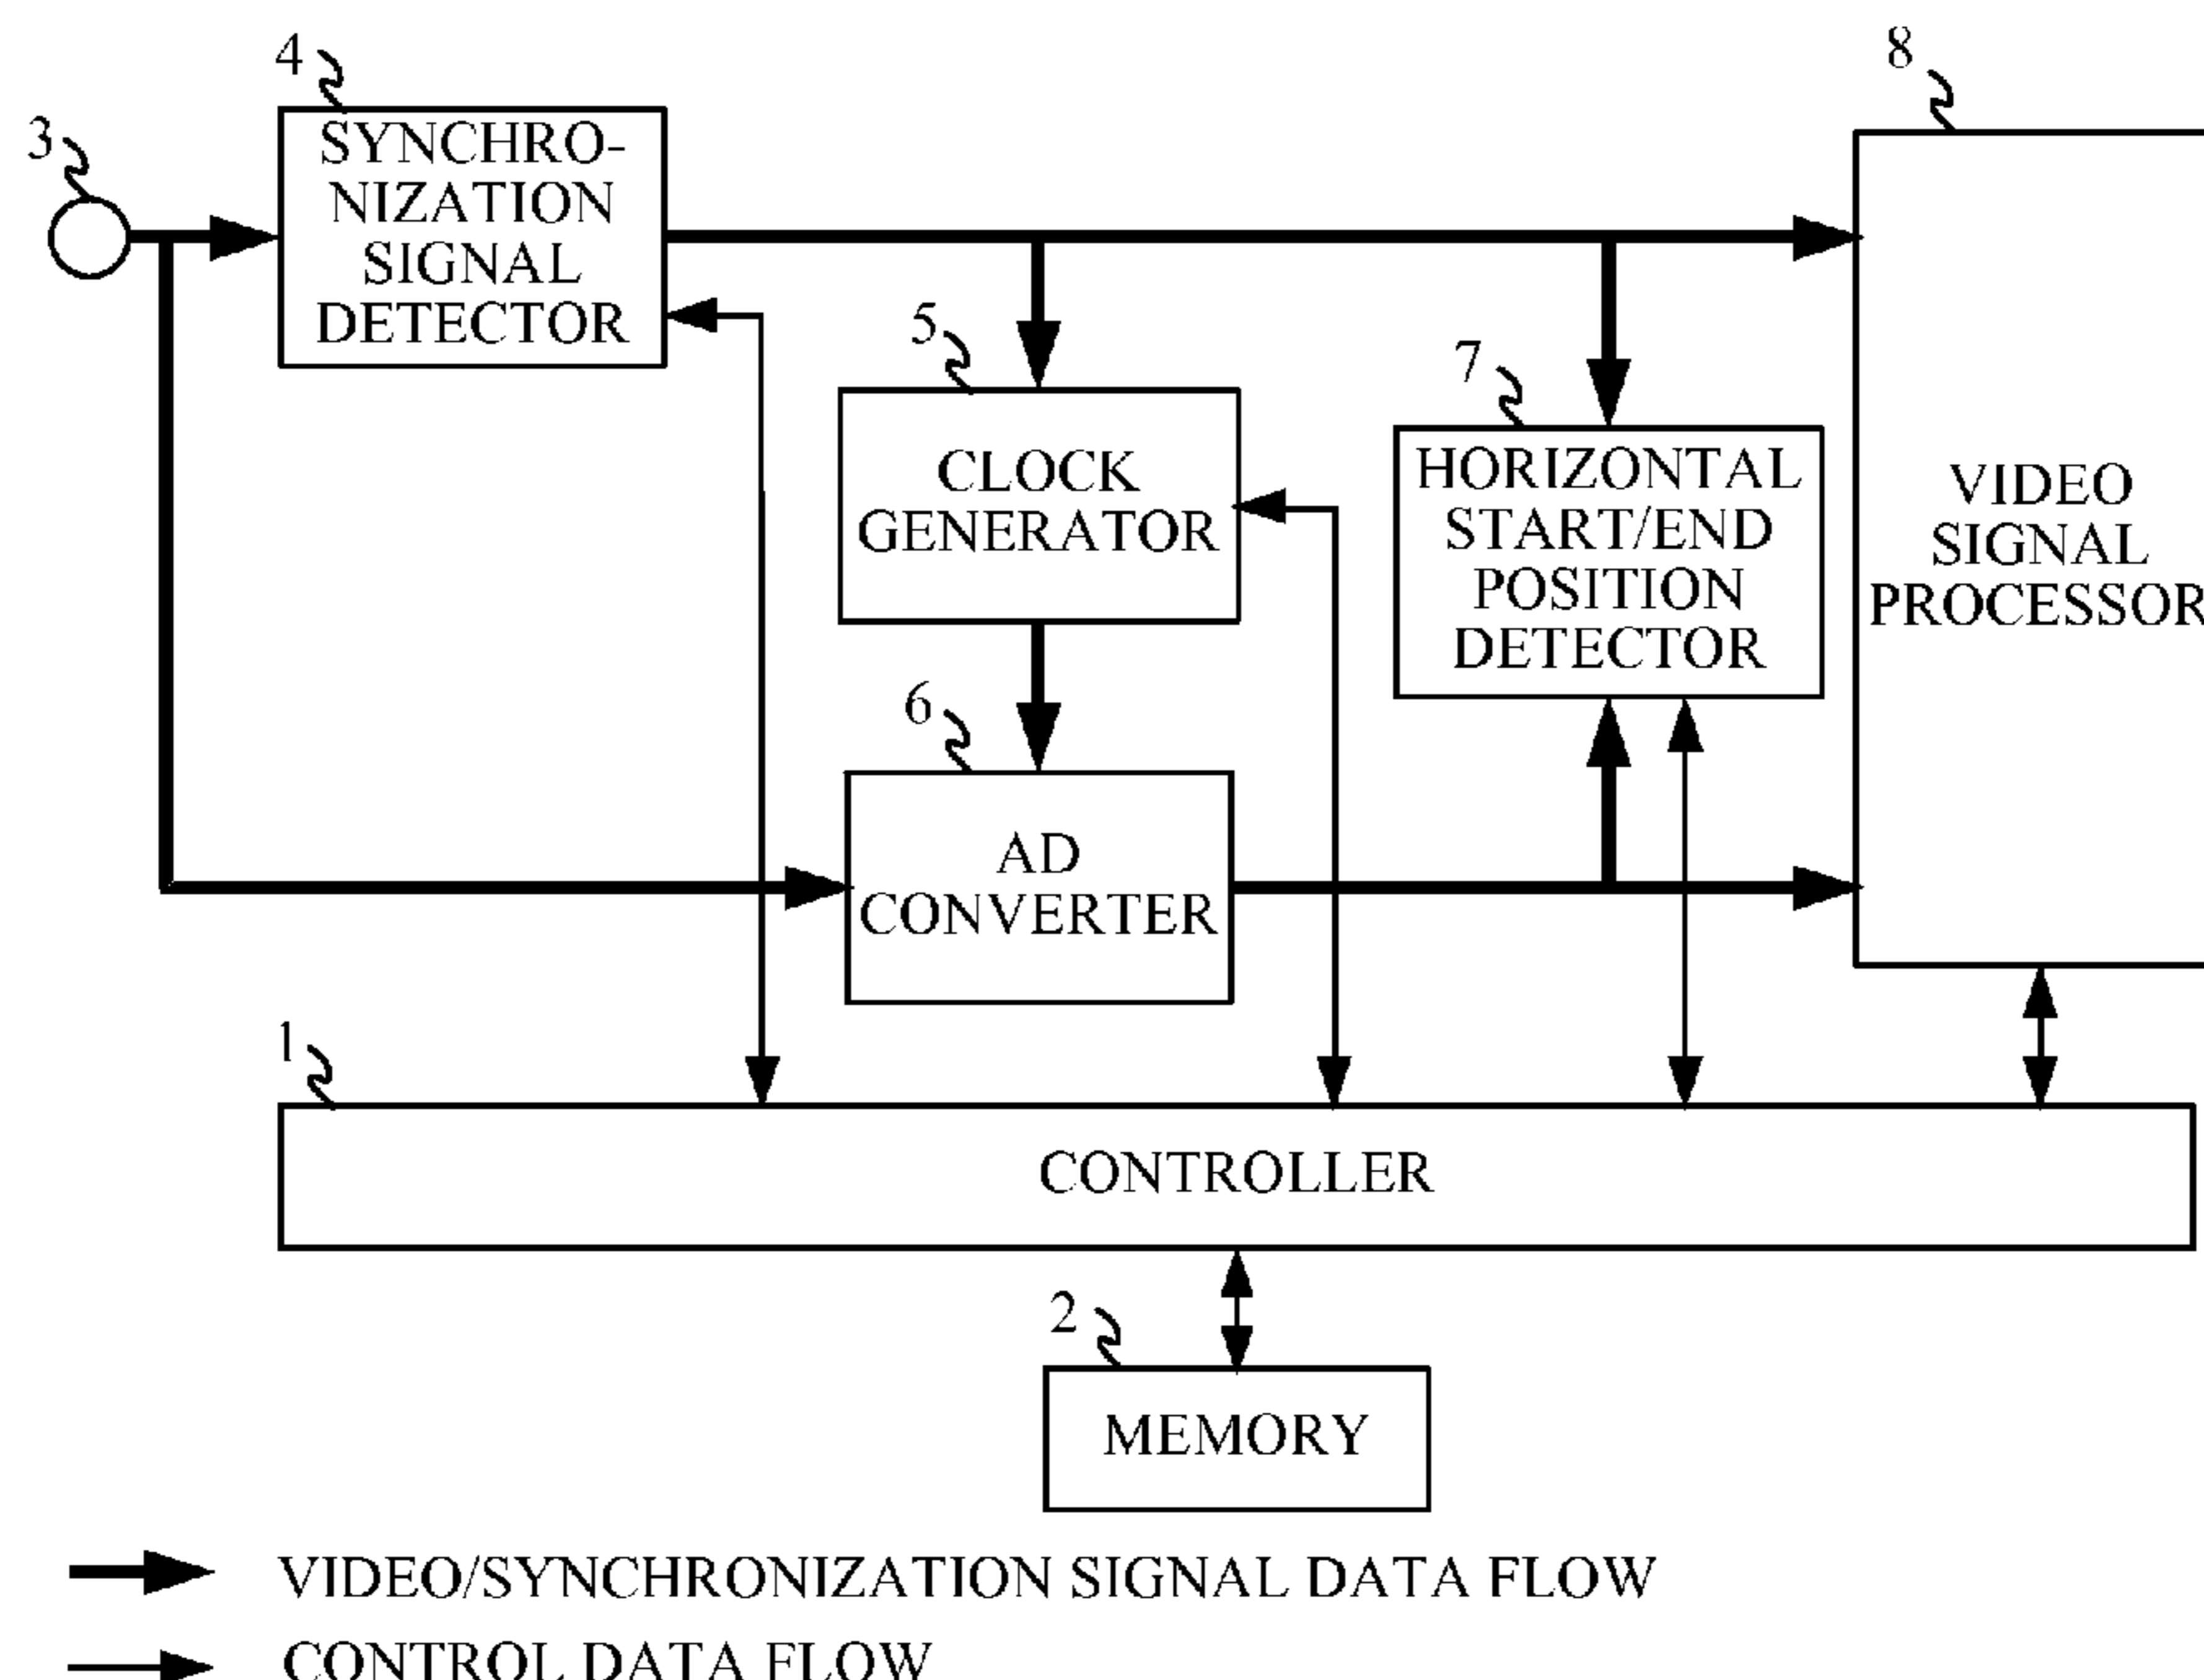 4
8
3
SYNCHRO-
NIZATION
SIGNAL
DETECTOR
5
7
CLOCK
GENERATOR
HORIZONTAL
START/END
POSITION
DETECTOR
VIDEO
SIGNAL
PROCESSOR
6
AD
CONVERTER
1
CONTROLLER
2
MEMORY
VIDEO/SYNCHRONIZATION SIGNAL DATA FLOW
CONTROL DATA FLOW